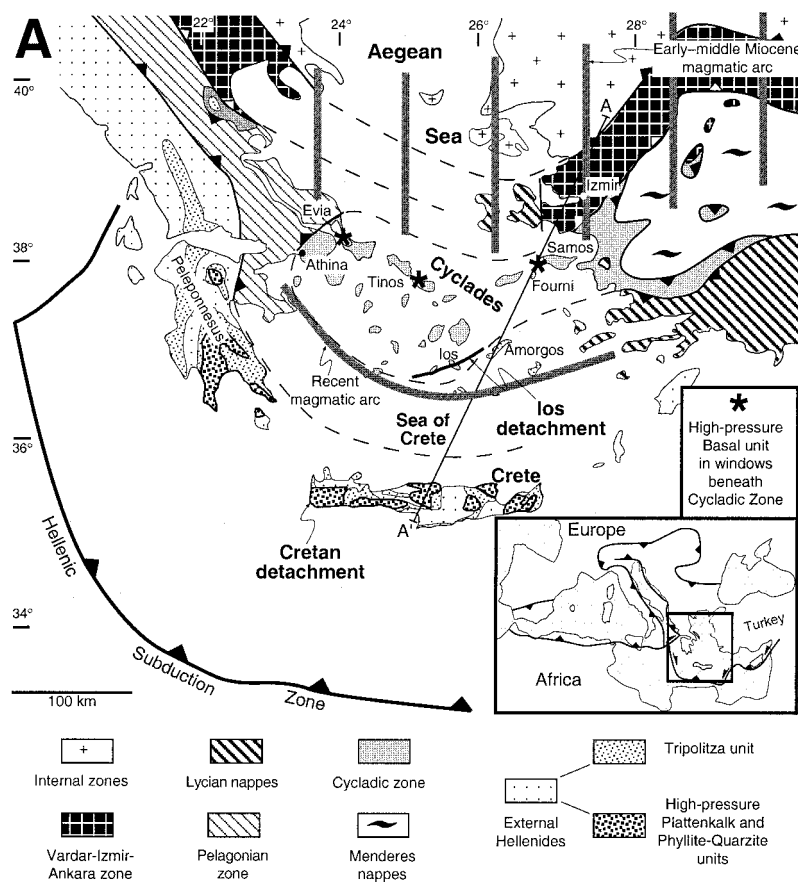 A
22°
24°
26°
28°
Aegean
Early–middle Miocene
magmatic arc
40°
A
Sea
Izmir
Evia
Samos
38°
Athina
Tinos
Cyclades
Fourni
Peleponnesus
Ios
Amorgos
Recent
magmatic arc
Ios
detachment
Sea of
Crete
36°
High-pressure
Basal unit
in windows
beneath
Cycladic Zone
Crete
A'
Cretan
detachment
Hellenic
Subduction
Zone
34°
Europe
Turkey
Africa
100 km
Internal zones
Lycian nappes
Cycladic zone
Tripolitza unit
Vardar-Izmir-
Ankara zone
Pelagonian
zone
Menderes
nappes
External
Hellenides
High-pressure
Plattenkalk and
Phyllite-Quarzite
units